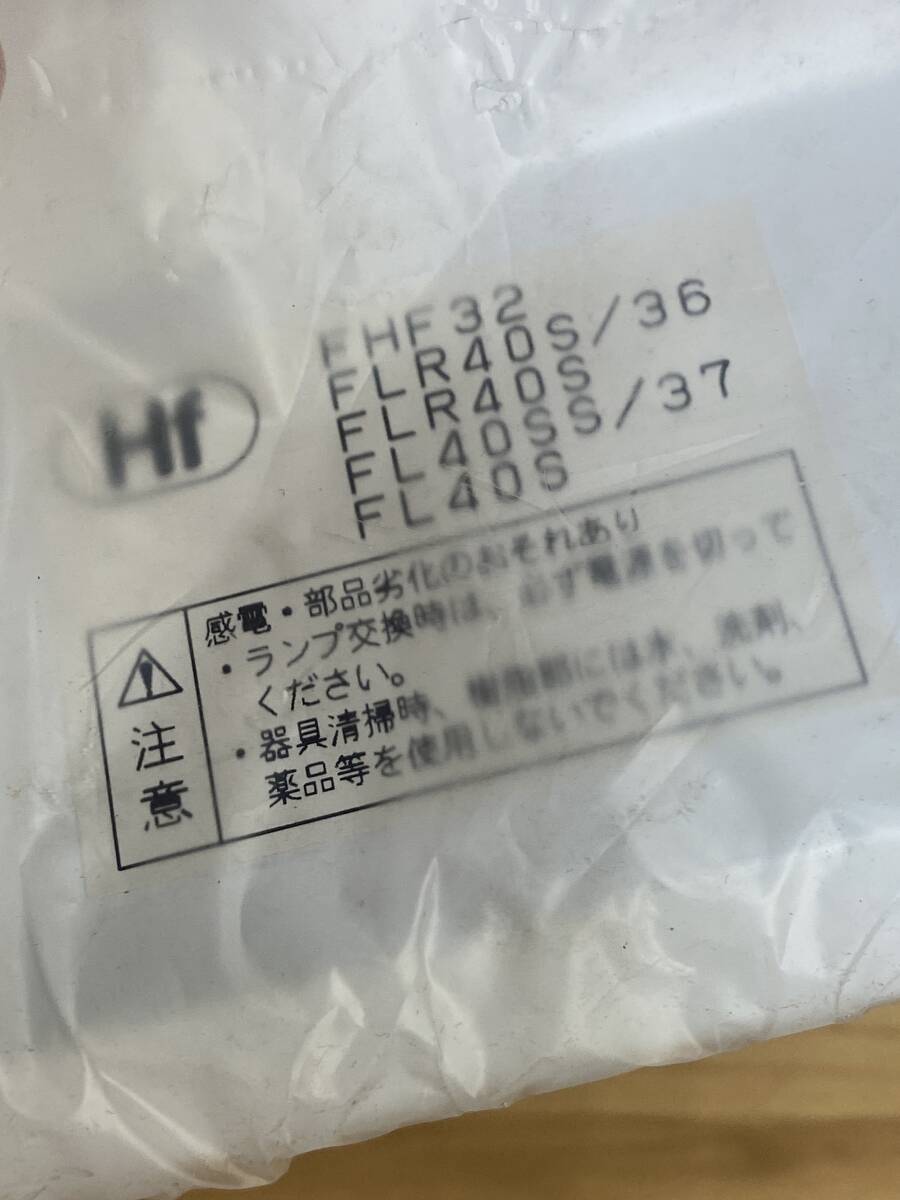 Hf
FHF32
FLR40S/36
FLR40S
FL40SS/37
FL40S
注意
感電・部品劣化のおそれあり
・ランプ交換時は、必ず電源を切って
ください。
・器具清掃時、樹脂部には水、洗剤、
薬品等を使用しないでください。